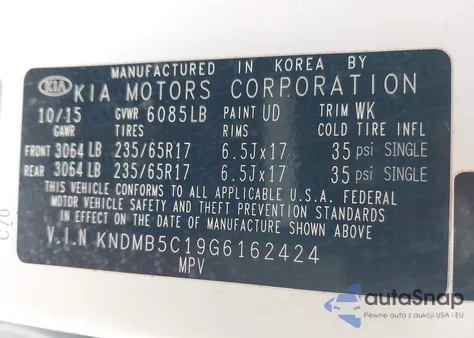 MANUFACTURED IN KOREA BY
KIA KIA MOTORS CORPORATION
10/15 GVWR 6085LB PAINT UD TRIM WK
GAWR TIRES RIMS COLD TIRE INFL
FRONT 3064 LB 235/65R17 6.5Jx17 35 psi SINGLE
REAR 3064 LB 235/65R17 6.5Jx17 35 psi SINGLE
THIS VEHICLE CONFORMS TO ALL APPLICABLE U.S.A. FEDERAL
MOTOR VEHICLE SAFETY AND THEFT PREVENTION STANDARDS
IN EFFECT ON THE DATE OF MANUFACTURE SHOWN ABOVE.
V.I.N KNDMB5C19G6162424
MPV
C70
autoSnap
Pewne auta z aukcji USA i EU